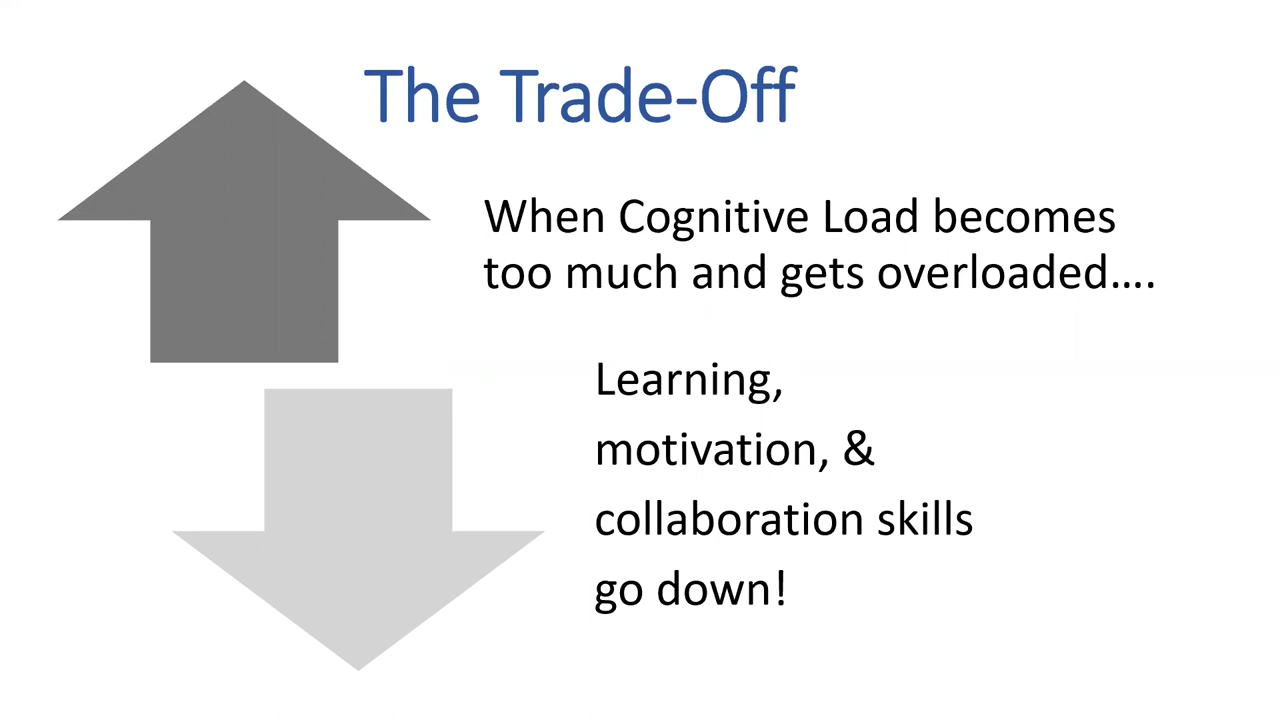 The Trade-Off
When Cognitive Load becomes
too much and gets overloaded....
Learning,
motivation, &
collaboration skills
go down!